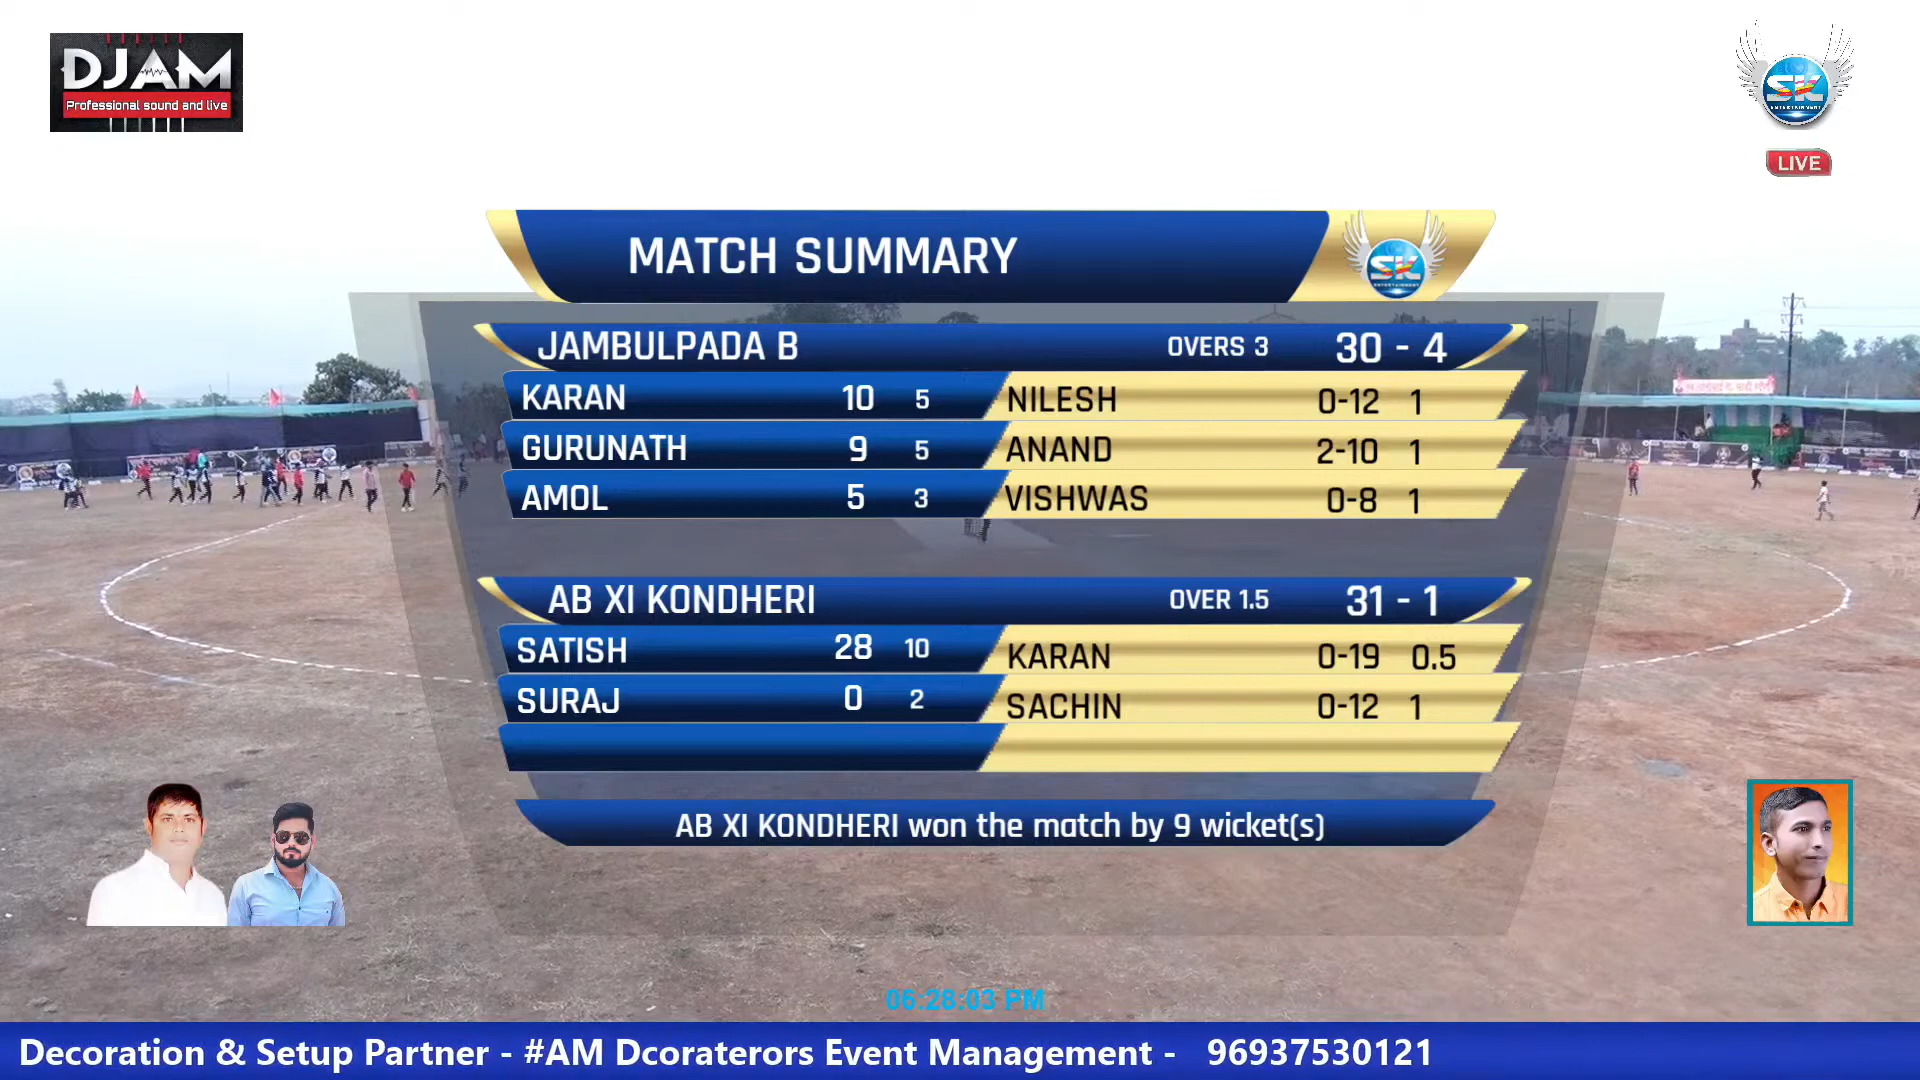 DJAM
Professional sound and live
SK
ENTERTAINMENT
LIVE
MATCH SUMMARY
SK
ENTERTAINMENT
JAMBULPADA B OVERS 3 30 - 4
KARAN 10 5 NILESH 0-12 1
GURUNATH 9 5 ANAND 2-10 1
AMOL 5 3 VISHWAS 0-8 1
AB XI KONDHERI OVER 1.5 31 - 1
SATISH 28 10 KARAN 0-19 0.5
SURAJ 0 2 SACHIN 0-12 1
AB XI KONDHERI won the match by 9 wicket(s)
06:28:03 PM
Decoration & Setup Partner - #AM Dcoraterors Event Management - 96937530121